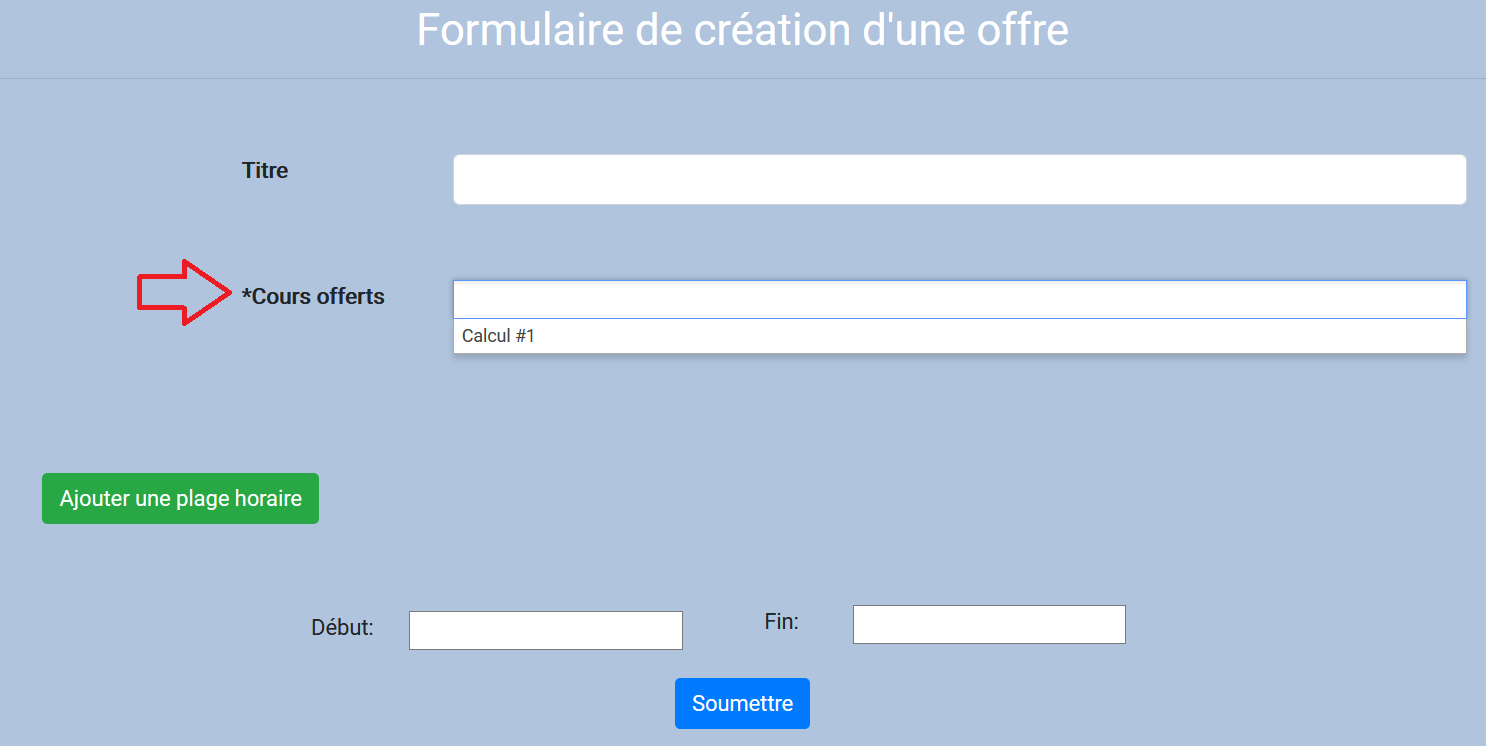 Formulaire de création d'une offre
Titre
*Cours offerts
Calcul #1
Ajouter une plage horaire
Début:
Fin:
Soumettre